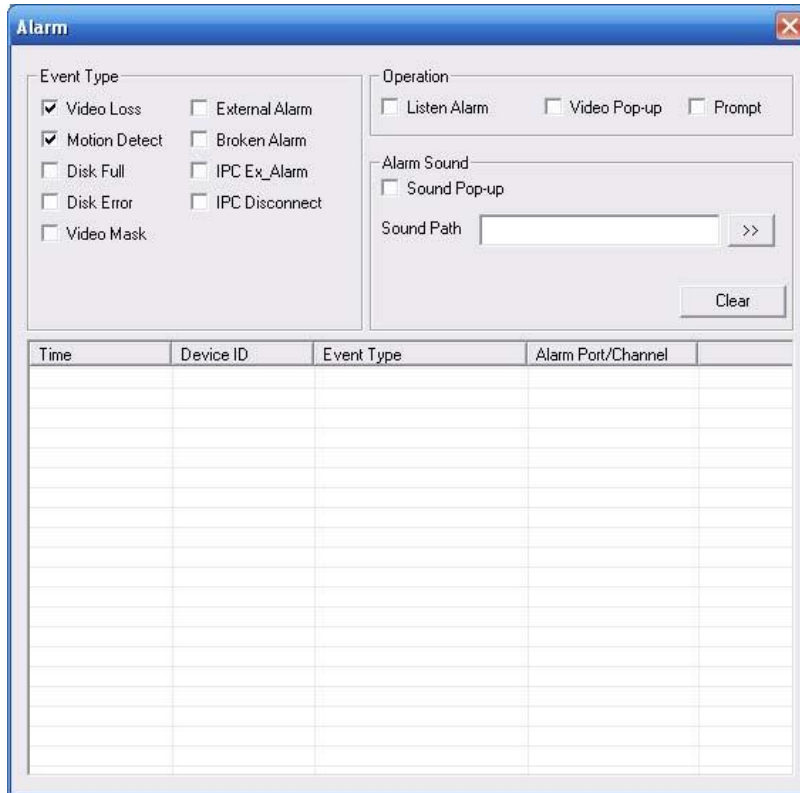 Alarm
Event Type
Video Loss
External Alarm
Motion Detect
Broken Alarm
Disk Full
IPC Ex_Alarm
Disk Error
IPC Disconnect
Video Mask
Operation
Listen Alarm
Video Pop-up
Prompt
Alarm Sound
Sound Pop-up
Sound Path
>>
Clear
Time
Device ID
Event Type
Alarm Port/Channel